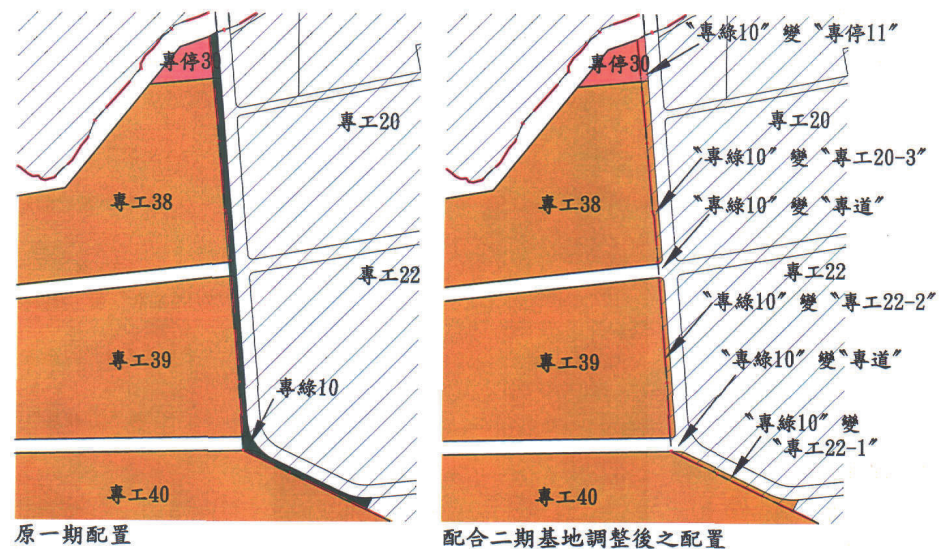 專停30
專工20
專工38
專工22
專工39
專綠10
專工40
原一期配置
〝專綠10〞變〝專停11〞
專停30
專工20
〝專綠10〞變〝專工20-3〞
專工38
〝專綠10〞變〝專道〞
專工22
〝專綠10〞變〝專工22-2〞
專工39
〝專綠10〞變〝專道〞
〝專綠10〞變
〝專工22-1〞
專工40
配合二期基地調整後之配置